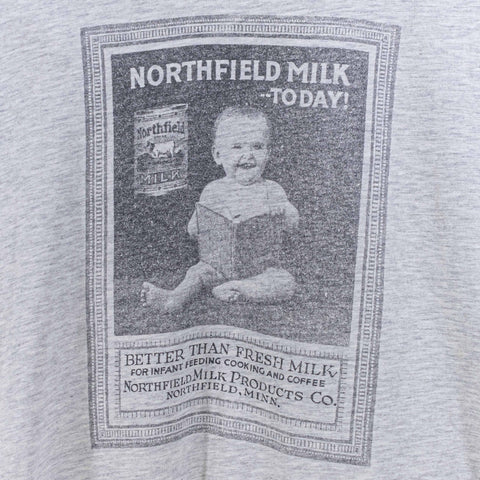 NORTHFIELD MILK
--TODAY!
Northfield
MILK
BETTER THAN FRESH MILK
FOR INFANT FEEDING COOKING AND COFFEE
NORTHFIELD MILK PRODUCTS CO.
NORTHFIELD, MINN.